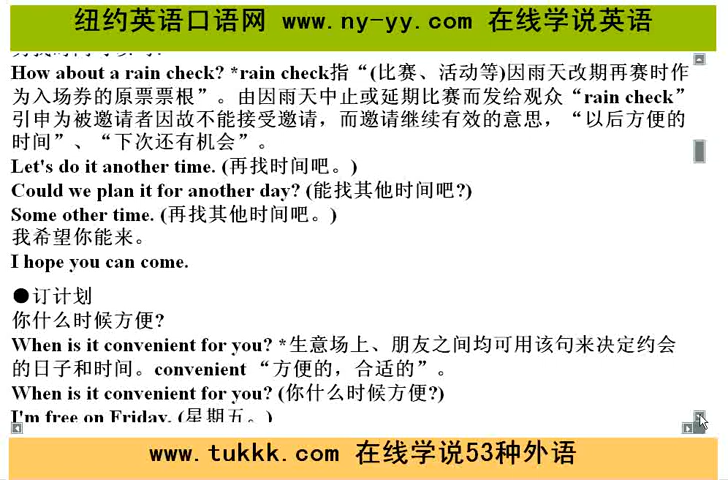 纽约英语口语网 www.ny-yy.com 在线学说英语
How about a rain check? *rain check指“(比赛、活动等)因雨天改期再赛时作
为入场券的原票票根”。由因雨天中止或延期比赛而发给观众“rain check”
引申为被邀请者因故不能接受邀请，而邀请继续有效的意思，“以后方便的
时间”、“下次还有机会”。
Let's do it another time. (再找时间吧。)
Could we plan it for another day? (能找其他时间吧?)
Some other time. (再找其他时间吧。)
我希望你能来。
I hope you can come.
●订计划
你什么时候方便?
When is it convenient for you? *生意场上、朋友之间均可用该句来决定约会
的日子和时间。convenient “方便的，合适的”。
When is it convenient for you? (你什么时候方便?)
I'm free on Friday. (星期五。)
www.tukkk.com 在线学说53种外语